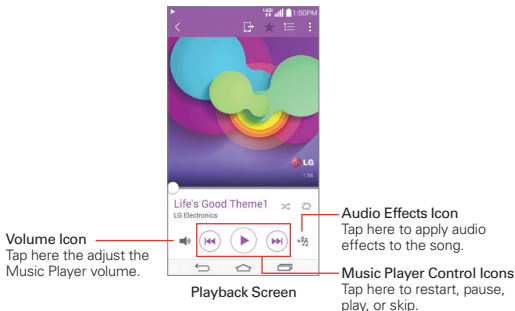 1:00PM
LG
1:56
Life's Good Theme1
LG Electronics
Volume Icon
Tap here the adjust the
Music Player volume.
Audio Effects Icon
Tap here to apply audio
effects to the song.
Music Player Control Icons
Tap here to restart, pause,
play, or skip.
Playback Screen